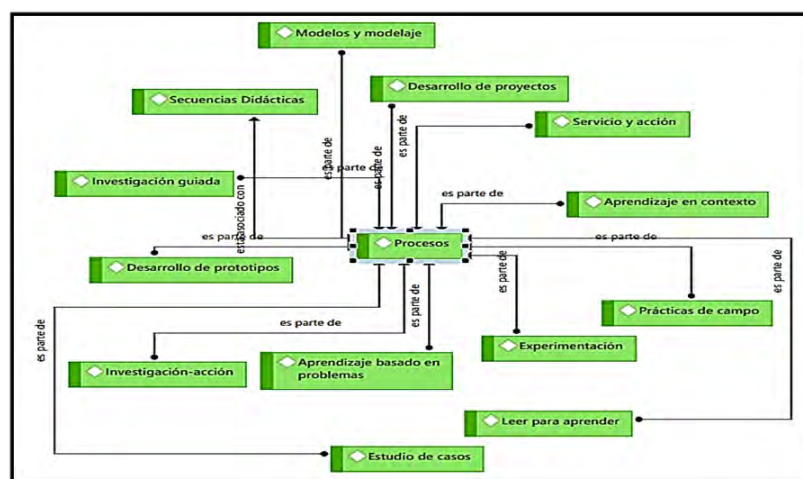 Modelos y modelaje
Desarrollo de proyectos
Secuencias Didácticas
Servicio y acción
es parte de
es parte de
es parte de
es parte de
es parte de
Investigación guiada
está asociado con
es parte de
Aprendizaje en contexto
es parte de
Procesos
es parte de
Desarrollo de prototipos
es parte de
Prácticas de campo
es parte de
es parte de
es parte de
es parte de
Experimentación
Investigación-acción
Aprendizaje basado en
problemas
Leer para aprender
Estudio de casos